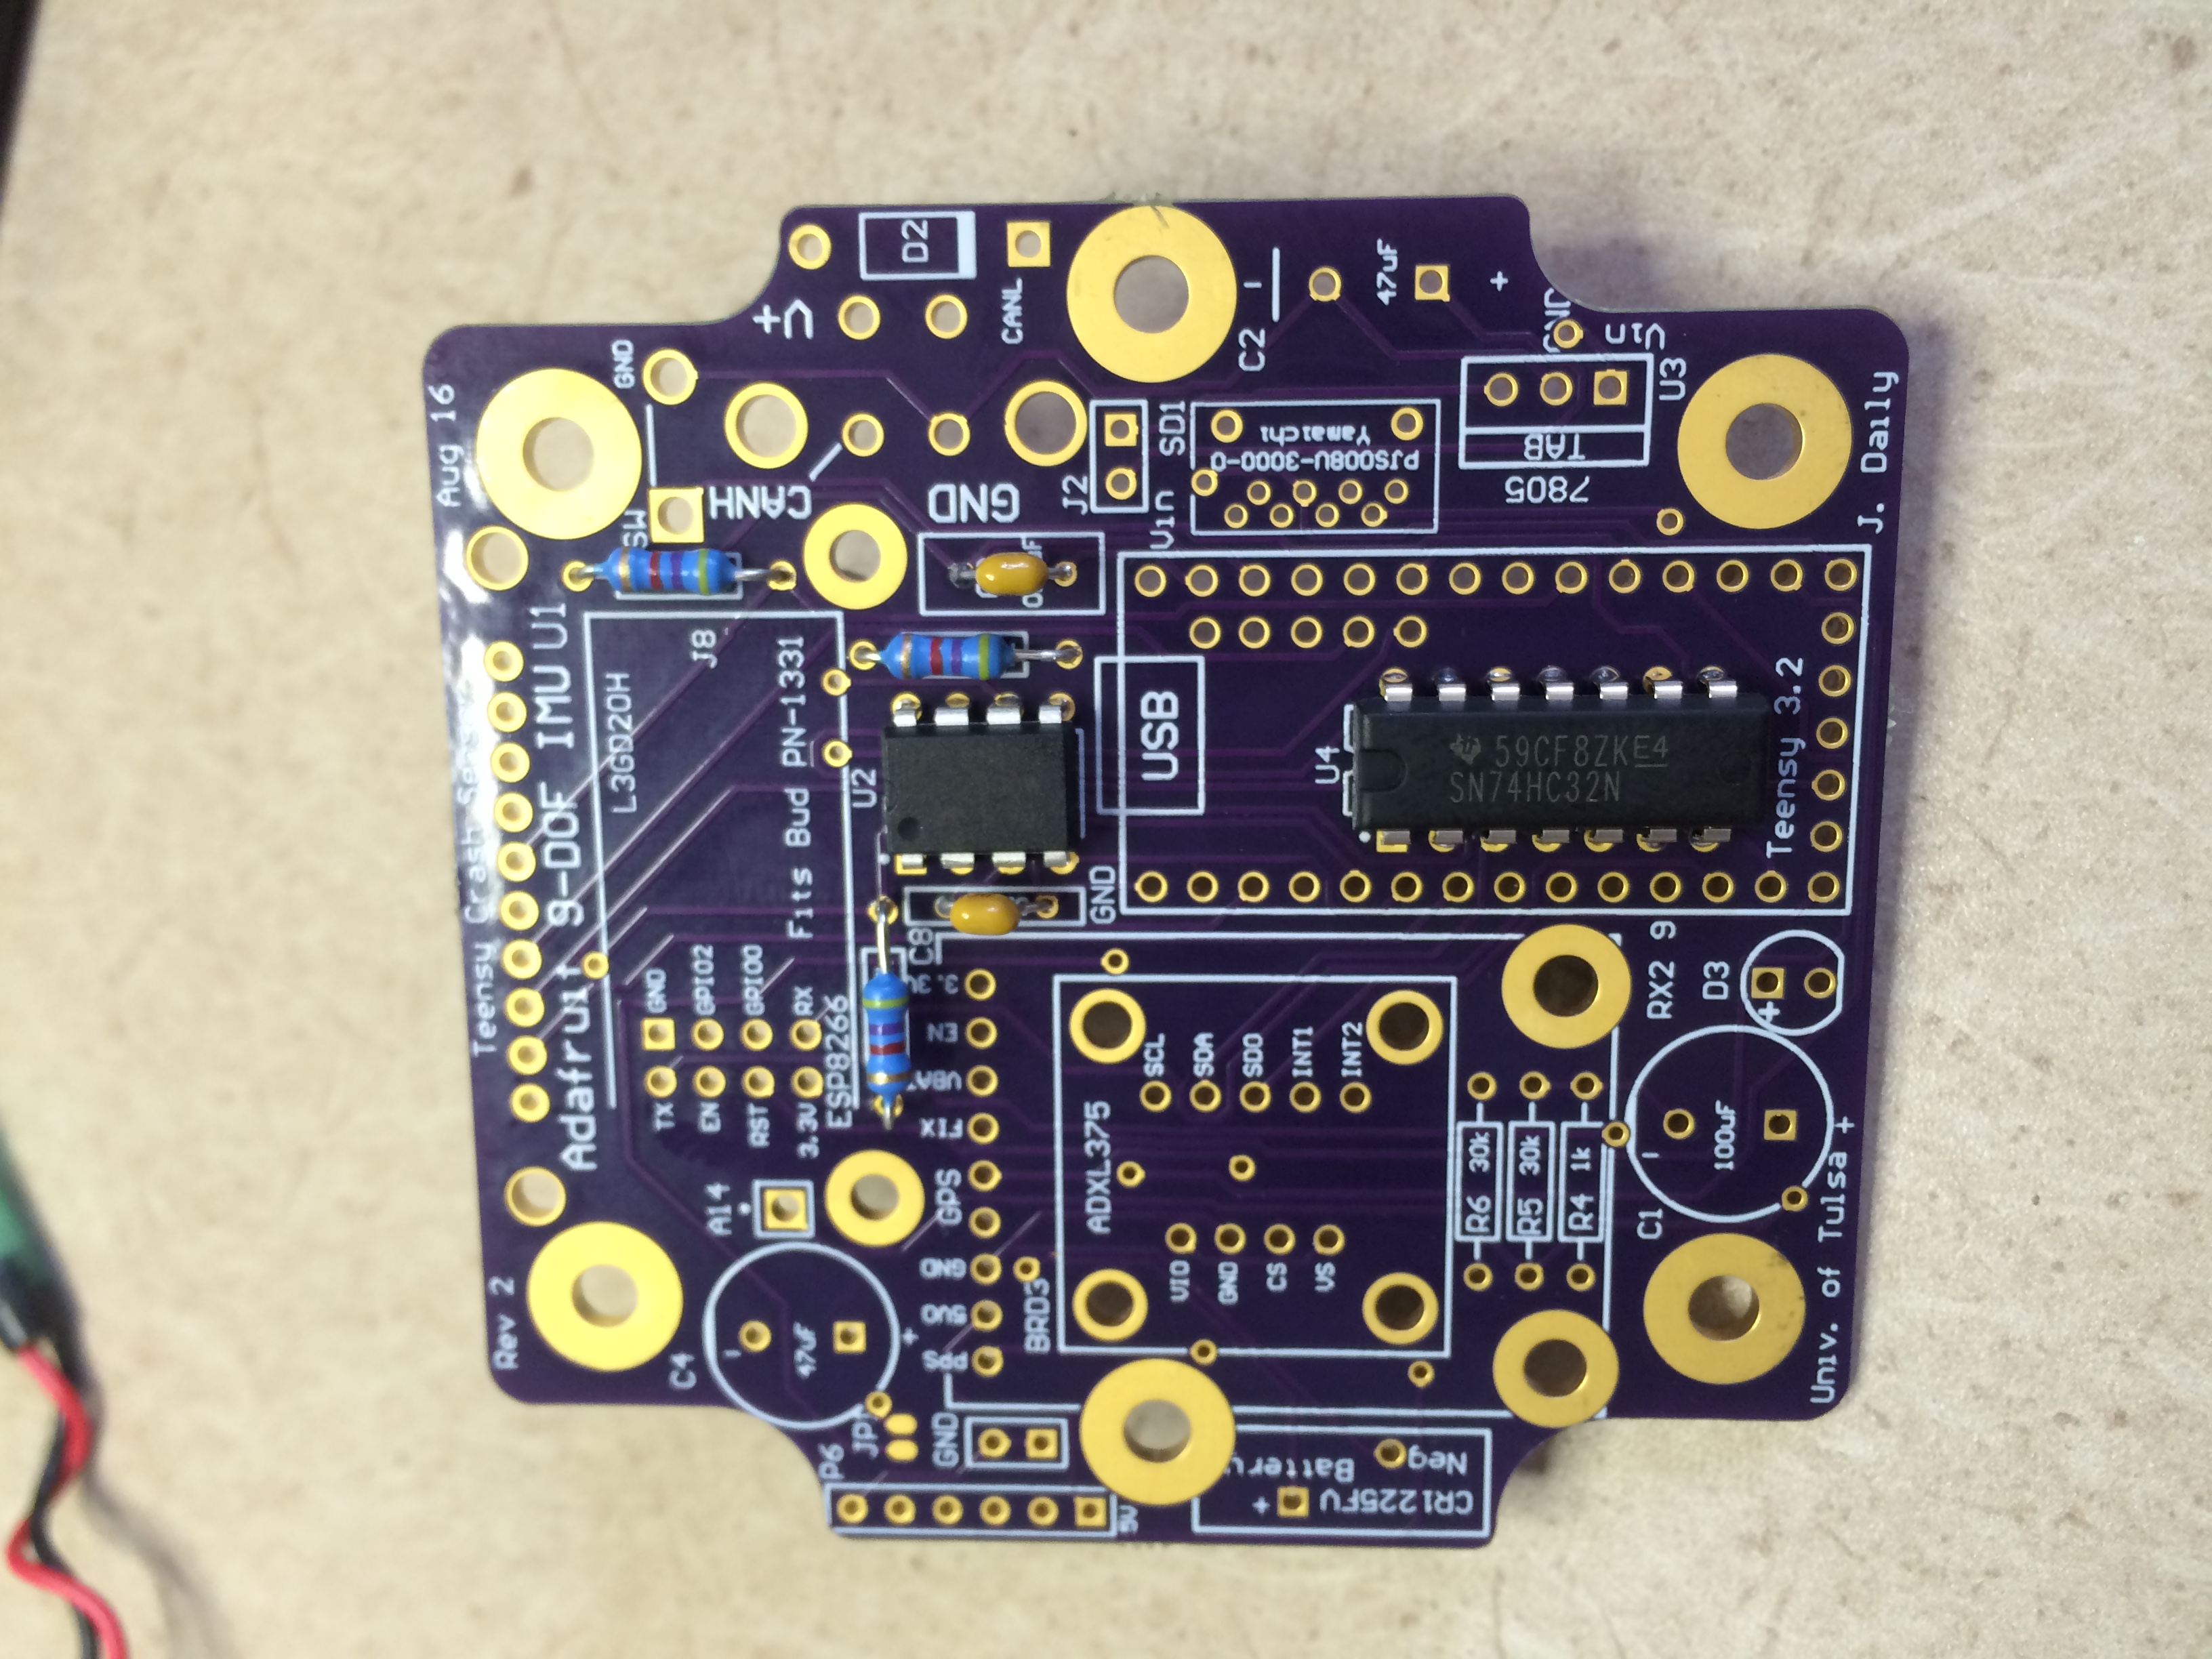 Rev 2
Teensy Crash Sensor
Aug 16
Adafruit 9-DOF IMU U1
L3GD20H
SW
GND
TX
GND
C4
EN
GPIO2
J8
A14
RST
GPIO0
CANH
V+
47uF
3.3V
RX
Fits Bud PN-1331
ESP8266
P6
JP1
U2
+
C8
D2
GND
PPS
5V0
GND
GPS
FIX
EN
3.3V
GND
CANL
BRD3
ADXL375
5V
GND
J2
SCL
USB
Vin
SD1
VIO
SDA
GND
SDO
CS
INT1
VS
INT2
CR1225FV
+
Neg
Battery
PJS008U-3000-0
Yamaichi
C2
47uF
+
U4
59CF8ZKE4
SN74HC32N
R6 30k
R5 30k
R4 1k
7805
TAB
GND
Vin
U3
C1
100uF
+
RX2 9
D3
+
Teensy 3.2
Univ. of Tulsa
J. Daily